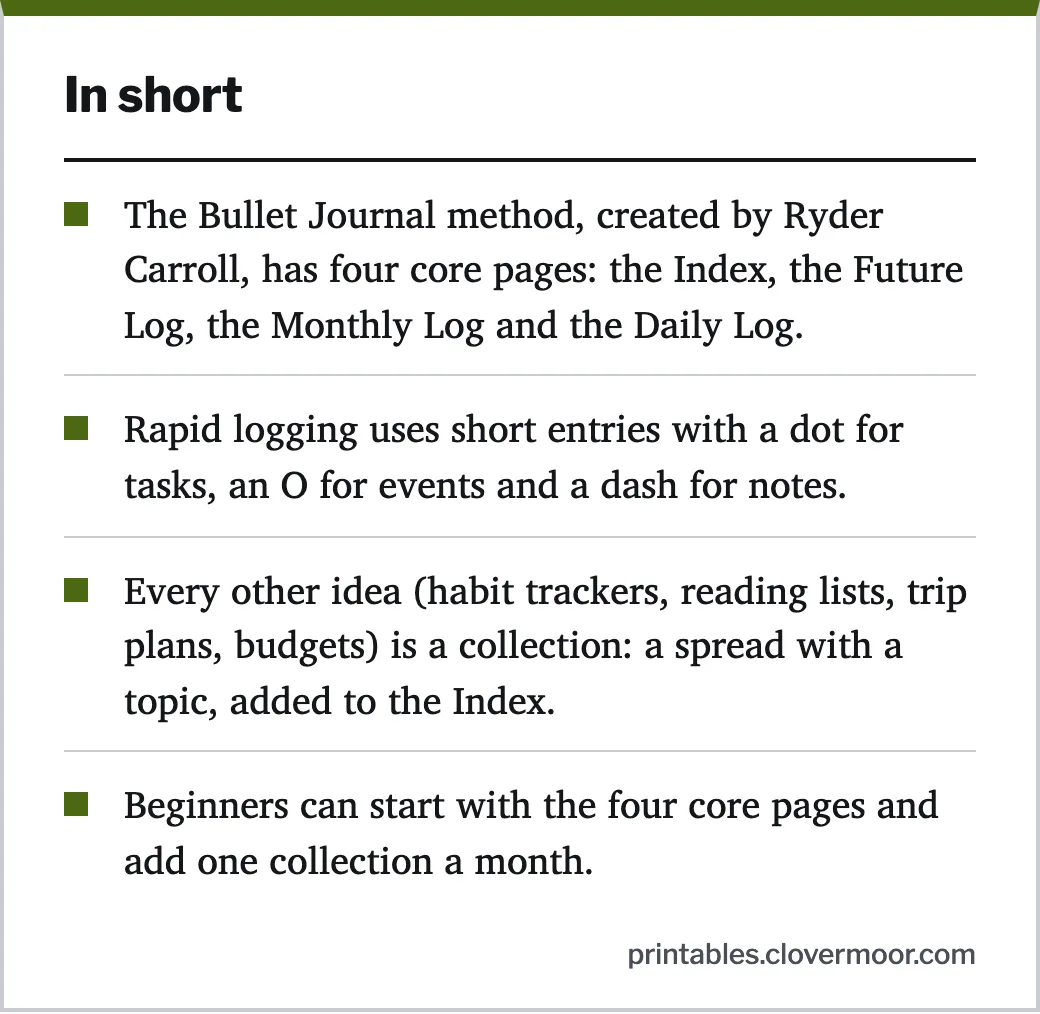 In short
The Bullet Journal method, created by Ryder
Carroll, has four core pages: the Index, the Future
Log, the Monthly Log and the Daily Log.
Rapid logging uses short entries with a dot for
tasks, an O for events and a dash for notes.
Every other idea (habit trackers, reading lists, trip
plans, budgets) is a collection: a spread with a
topic, added to the Index.
Beginners can start with the four core pages and
add one collection a month.
printables.clovermoor.com